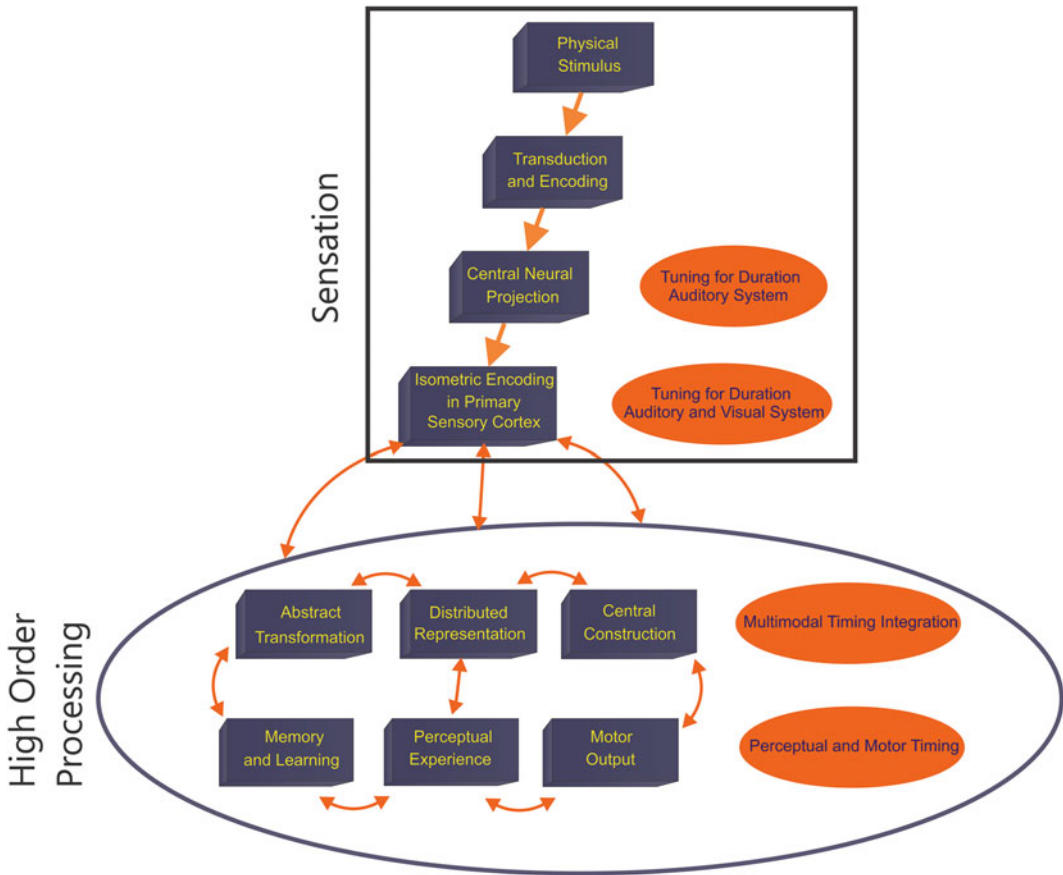 Sensation
Physical
Stimulus
Transduction
and Encoding
Central Neural
Projection
Tuning for Duration
Auditory System
Isometric Encoding
in Primary
Sensory Cortex
Tuning for Duration
Auditory and Visual System
High Order
Processing
Abstract
Transformation
Distributed
Representation
Central
Construction
Multimodal Timing Integration
Memory
and Learning
Perceptual
Experience
Motor
Output
Perceptual and Motor Timing